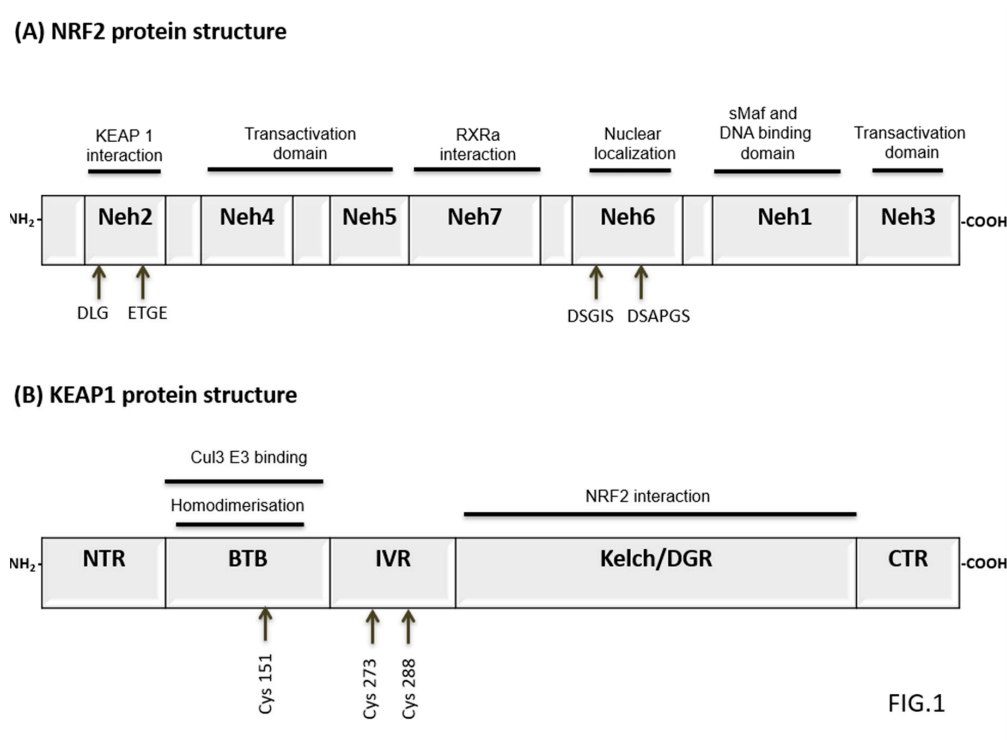 (A) NRF2 protein structure
KEAP 1
interaction
Transactivation
domain
RXRa
interaction
Nuclear
localization
sMaf and
DNA binding
domain
Transactivation
domain
NH2-
Neh2
Neh4
Neh5
Neh7
Neh6
Neh1
Neh3
-COOH
DLG
ETGE
DSGIS
DSAPGS
(B) KEAP1 protein structure
Cul3 E3 binding
Homodimerisation
NRF2 interaction
NH2-
NTR
BTB
IVR
Kelch/DGR
CTR
-COOH
Cys 151
Cys 273
Cys 288
FIG.1